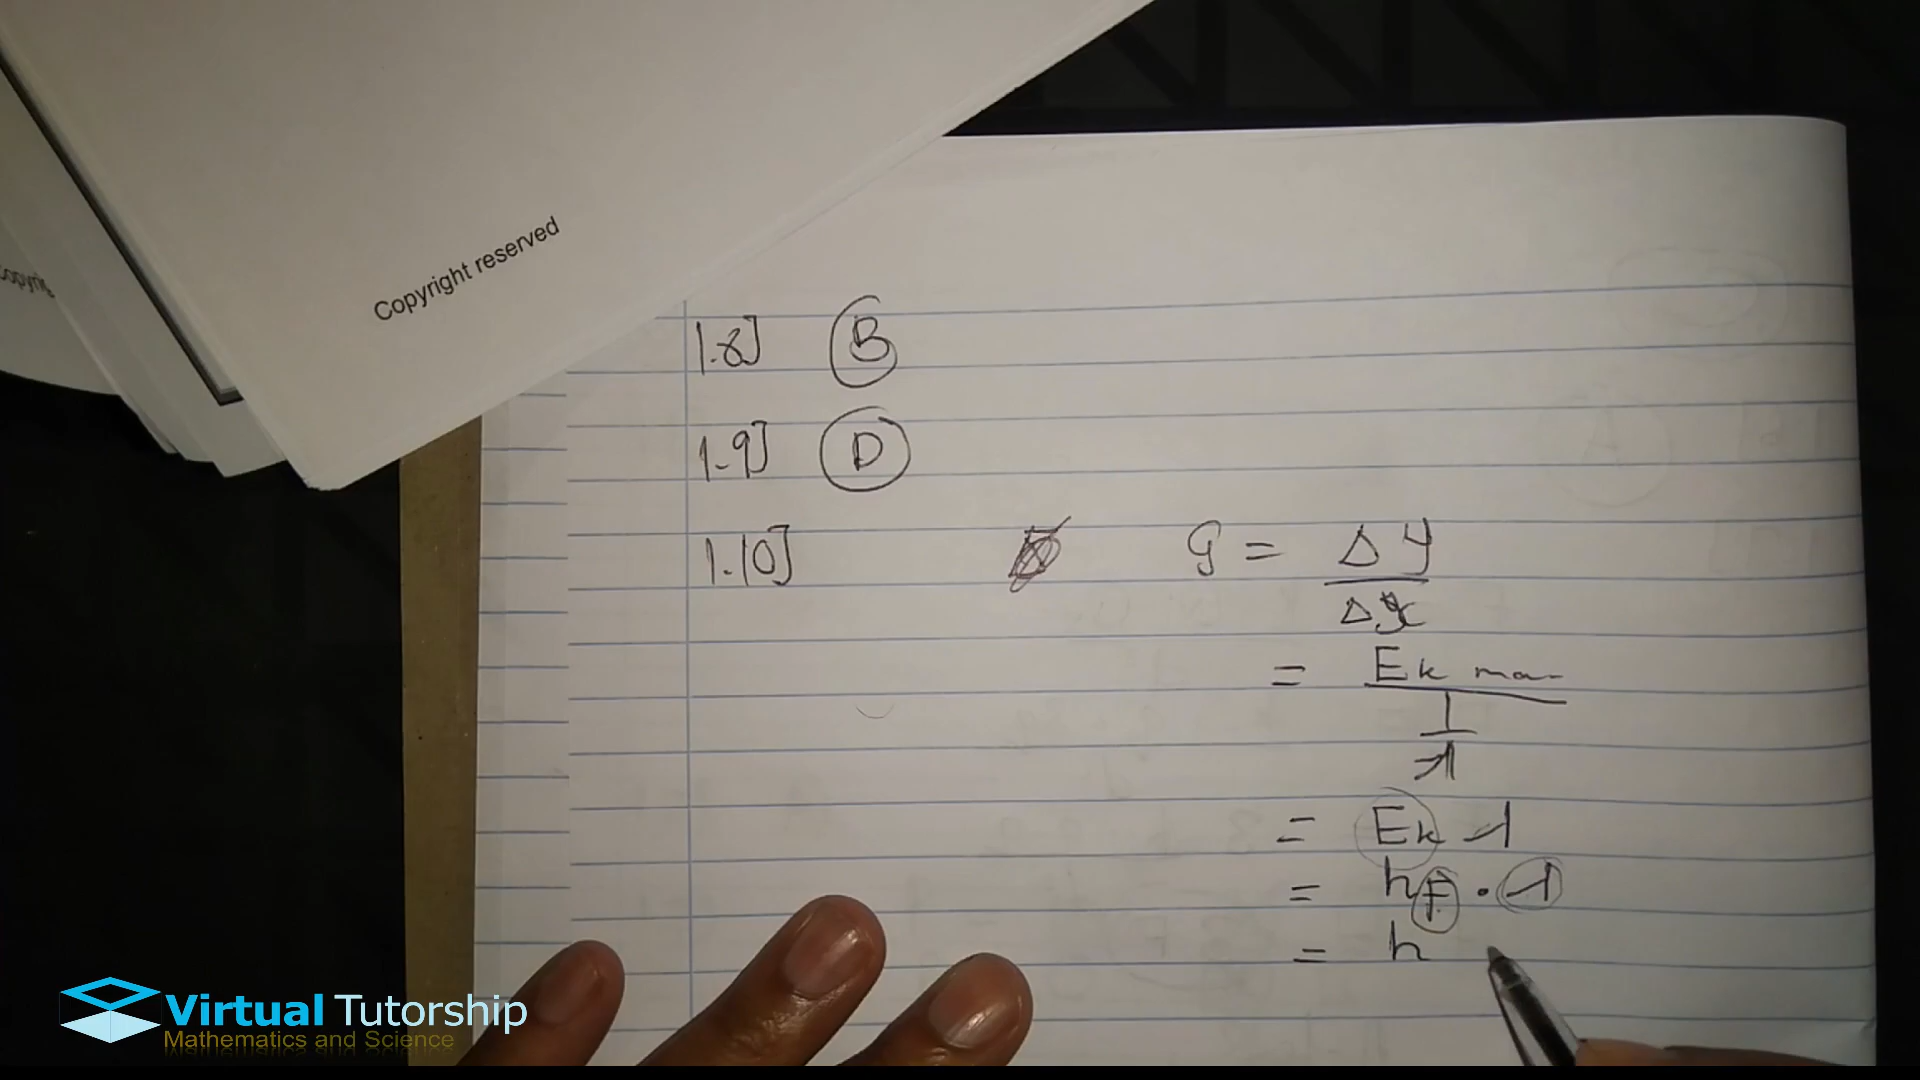 Copyright reserved
1.8] B
1.9] D
1.10] g = Δy
Δx
= Ek max
1
λ
= Ek λ
= hf · λ
= h
Virtual Tutorship
Mathematics and Science